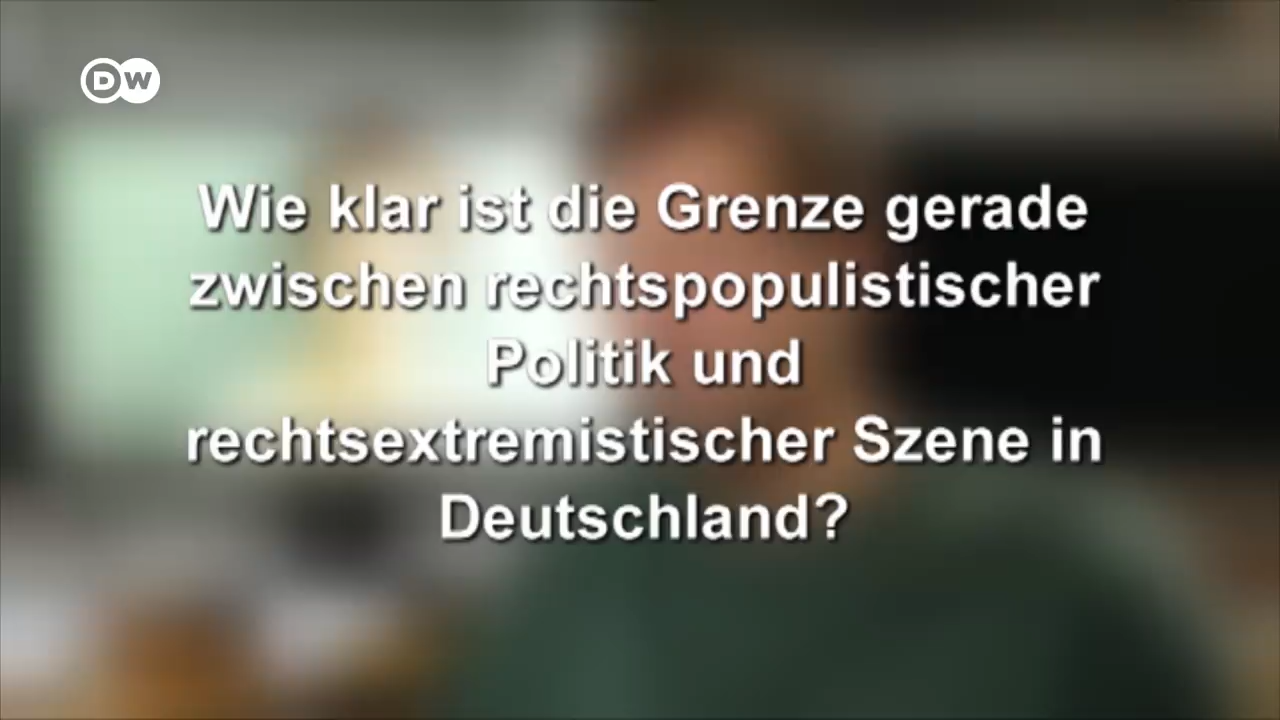 DW
Wie klar ist die Grenze gerade
zwischen rechtspopulistischer
Politik und
rechtsextremistischer Szene in
Deutschland?